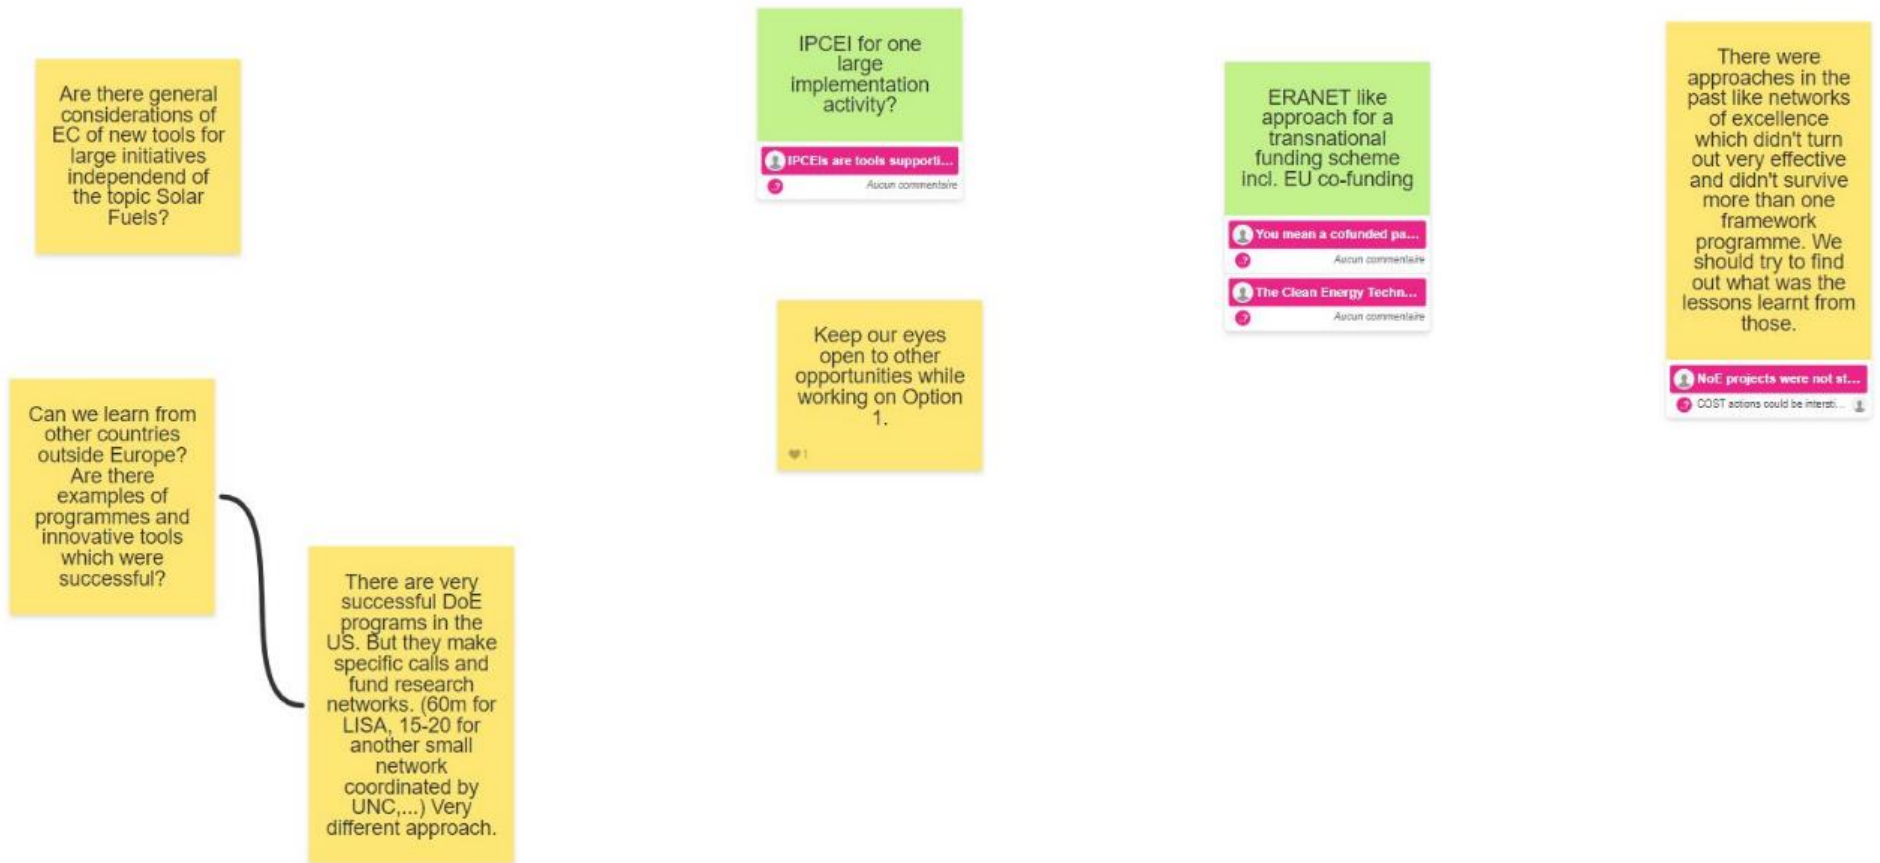 Are there general
considerations of
EC of new tools for
large initiatives
independend of
the topic Solar
Fuels?
IPCEI for one
large
implementation
activity?
IPCEIs are tools supporti...
Aucun commentaire
ERANET like
approach for a
transnational
funding scheme
incl. EU co-funding
You mean a cofunded pa...
Aucun commentaire
The Clean Energy Techn...
Aucun commentaire
There were
approaches in the
past like networks
of excellence
which didn't turn
out very effective
and didn't survive
more than one
framework
programme. We
should try to find
out what was the
lessons learnt from
those.
NoE projects were not st...
COST actions could be intersti...
Keep our eyes
open to other
opportunities while
working on Option
1.
1
Can we learn from
other countries
outside Europe?
Are there
examples of
programmes and
innovative tools
which were
successful?
There are very
successful DoE
programs in the
US. But they make
specific calls and
fund research
networks. (60m for
LISA, 15-20 for
another small
network
coordinated by
UNC,...) Very
different approach.